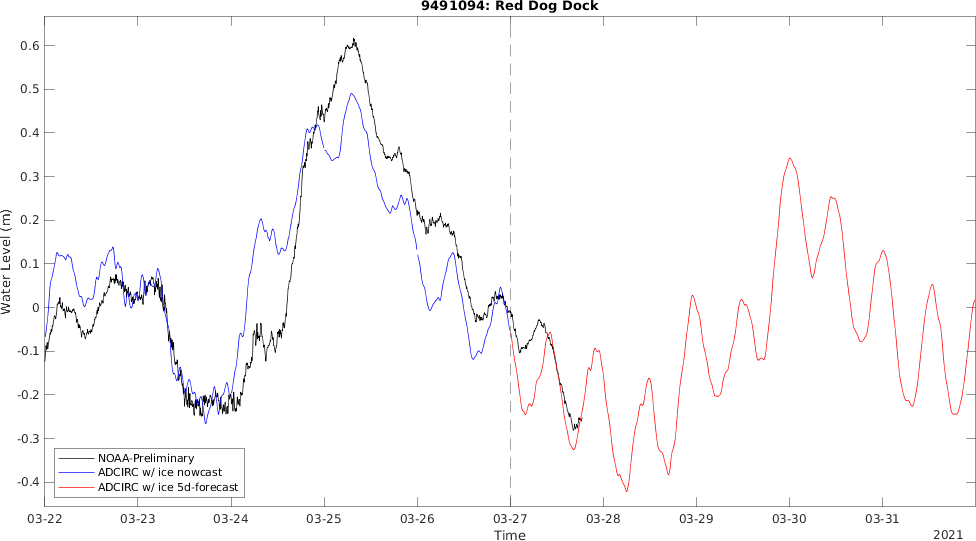 9491094: Red Dog Dock
Water Level (m)
0.6
0.5
0.4
0.3
0.2
0.1
0
-0.1
-0.2
-0.3
-0.4
NOAA-Preliminary
ADCIRC w/ ice nowcast
ADCIRC w/ ice 5d-forecast
03-22 03-23 03-24 03-25 03-26 03-27 03-28 03-29 03-30 03-31
Time
2021